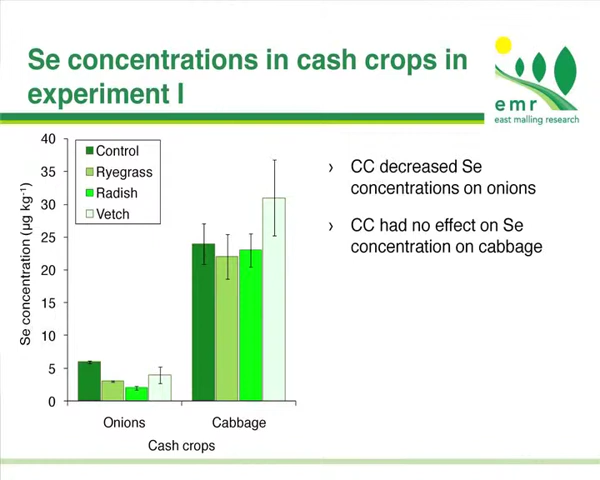 Se concentrations in cash crops in
experiment I
emr
east malling research
40
35
30
25
20
15
10
5
0
Se concentration (µg kg⁻¹)
Control
Ryegrass
Radish
Vetch
Onions
Cabbage
Cash crops
› CC decreased Se
concentrations on onions
› CC had no effect on Se
concentration on cabbage